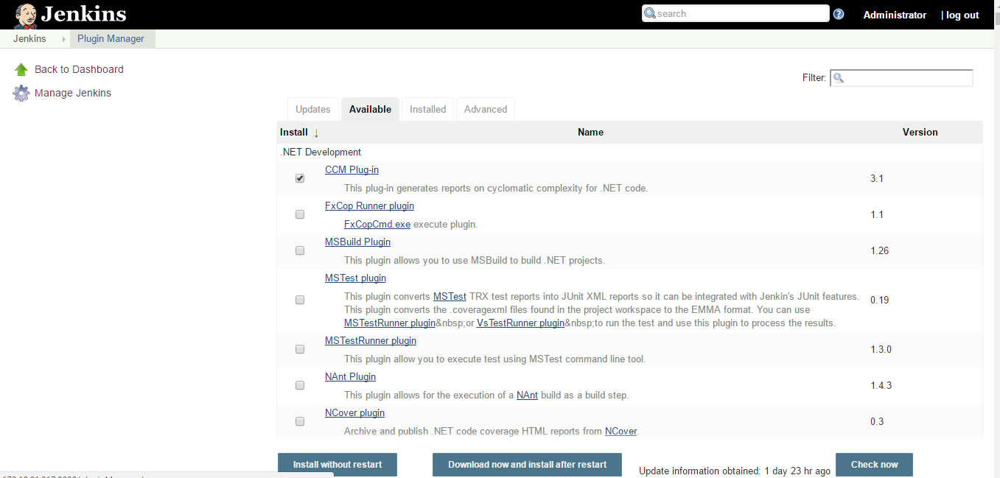 Jenkins
search
? Administrator | log out
Jenkins Plugin Manager
Back to Dashboard
Manage Jenkins
Filter:
Updates Available Installed Advanced
Install ↓ Name Version
.NET Development
CCM Plug-in
This plug-in generates reports on cyclomatic complexity for .NET code.
3.1
FxCop Runner plugin
FxCopCmd.exe execute plugin.
1.1
MSBuild Plugin
This plugin allows you to use MSBuild to build .NET projects.
1.26
MSTest plugin
This plugin converts MSTest TRX test reports into JUnit XML reports so it can be integrated with Jenkin's JUnit features.
This plugin converts the .coveragexml files found in the project workspace to the EMMA format. You can use
MSTestRunner plugin&nbsp;or VsTestRunner plugin&nbsp;to run the test and use this plugin to process the results.
0.19
MSTestRunner plugin
This plugin allow you to execute test using MSTest command line tool.
1.3.0
NAnt Plugin
This plugin allows for the execution of a NAnt build as a build step.
1.4.3
NCover plugin
Archive and publish .NET code coverage HTML reports from NCover.
0.3
Install without restart Download now and install after restart Update information obtained: 1 day 23 hr ago Check now